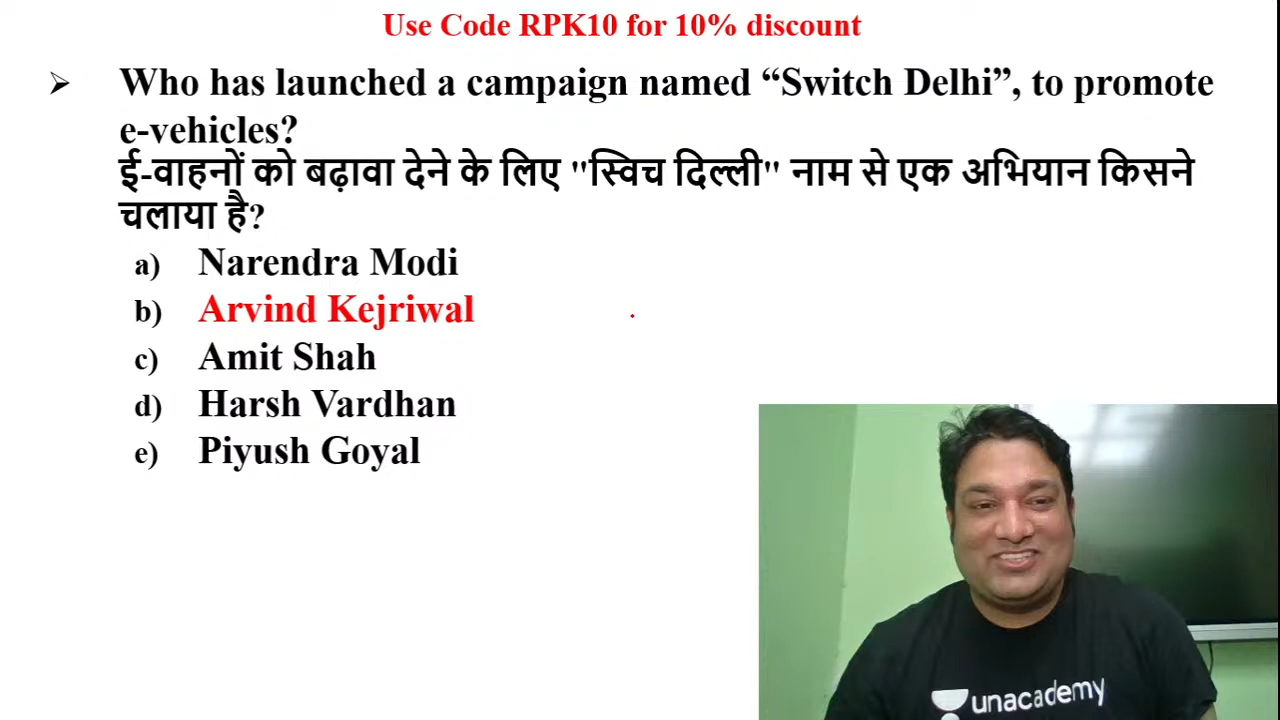 Use Code RPK10 for 10% discount
➢ Who has launched a campaign named “Switch Delhi”, to promote
e-vehicles?
ई-वाहनों को बढ़ावा देने के लिए "स्विच दिल्ली" नाम से एक अभियान किसने
चलाया है?
a) Narendra Modi
b) Arvind Kejriwal
c) Amit Shah
d) Harsh Vardhan
e) Piyush Goyal
unacademy